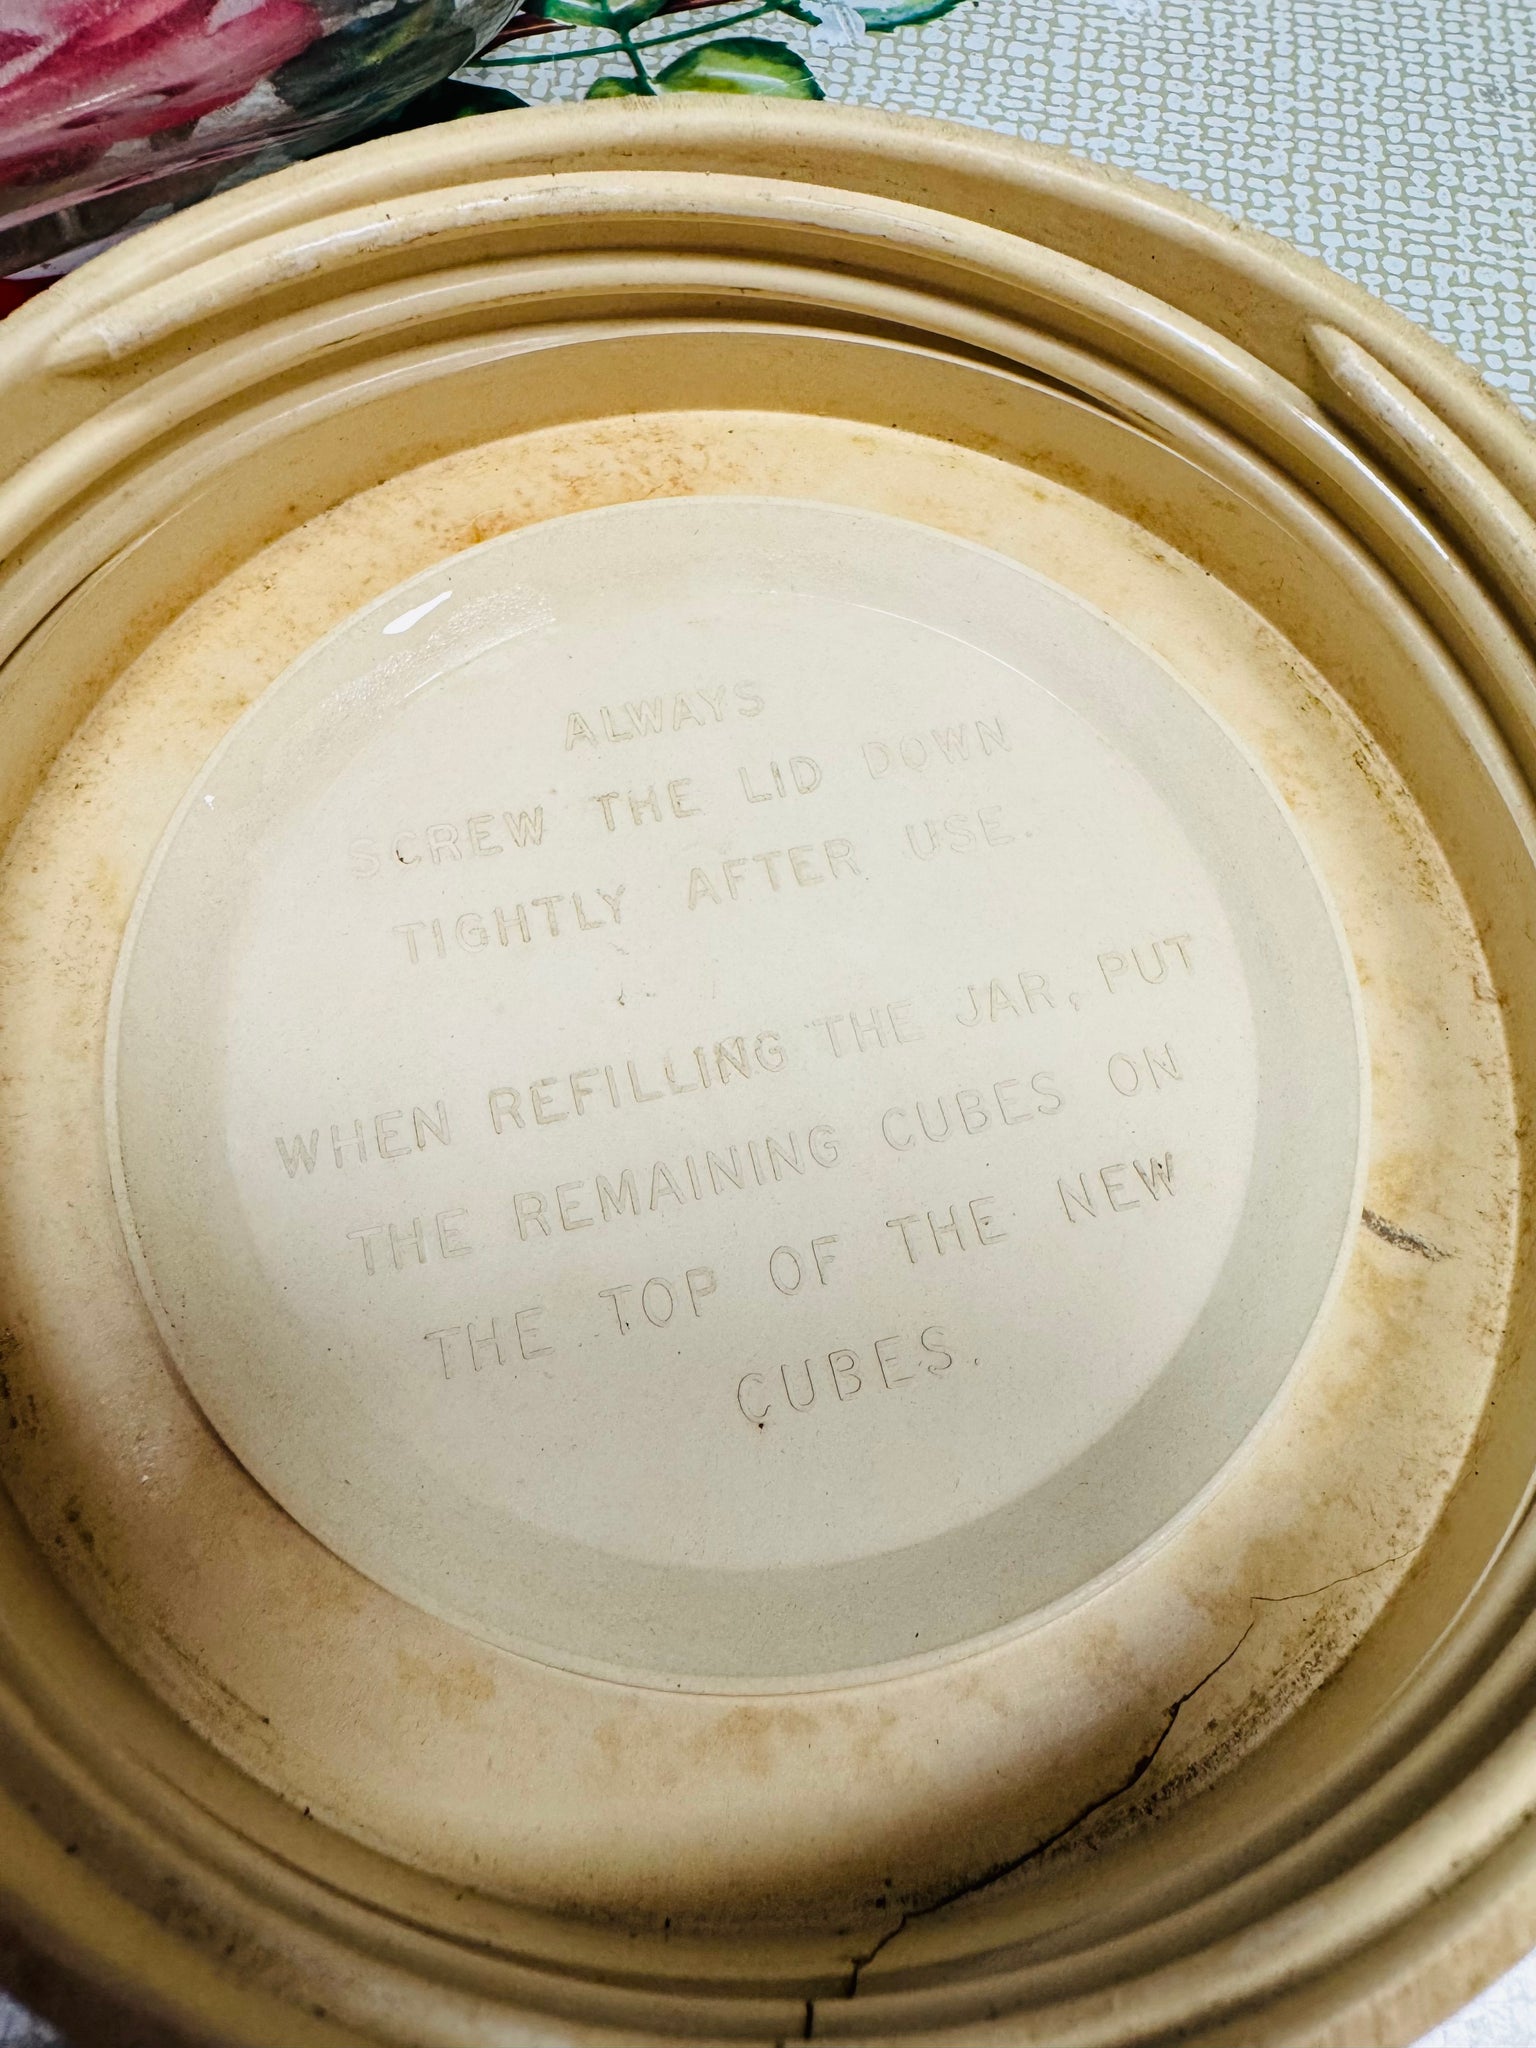 ALWAYS
SCREW THE LID DOWN
TIGHTLY AFTER USE.
WHEN REFILLING THE JAR, PUT
THE REMAINING CUBES ON
THE TOP OF THE NEW
CUBES.